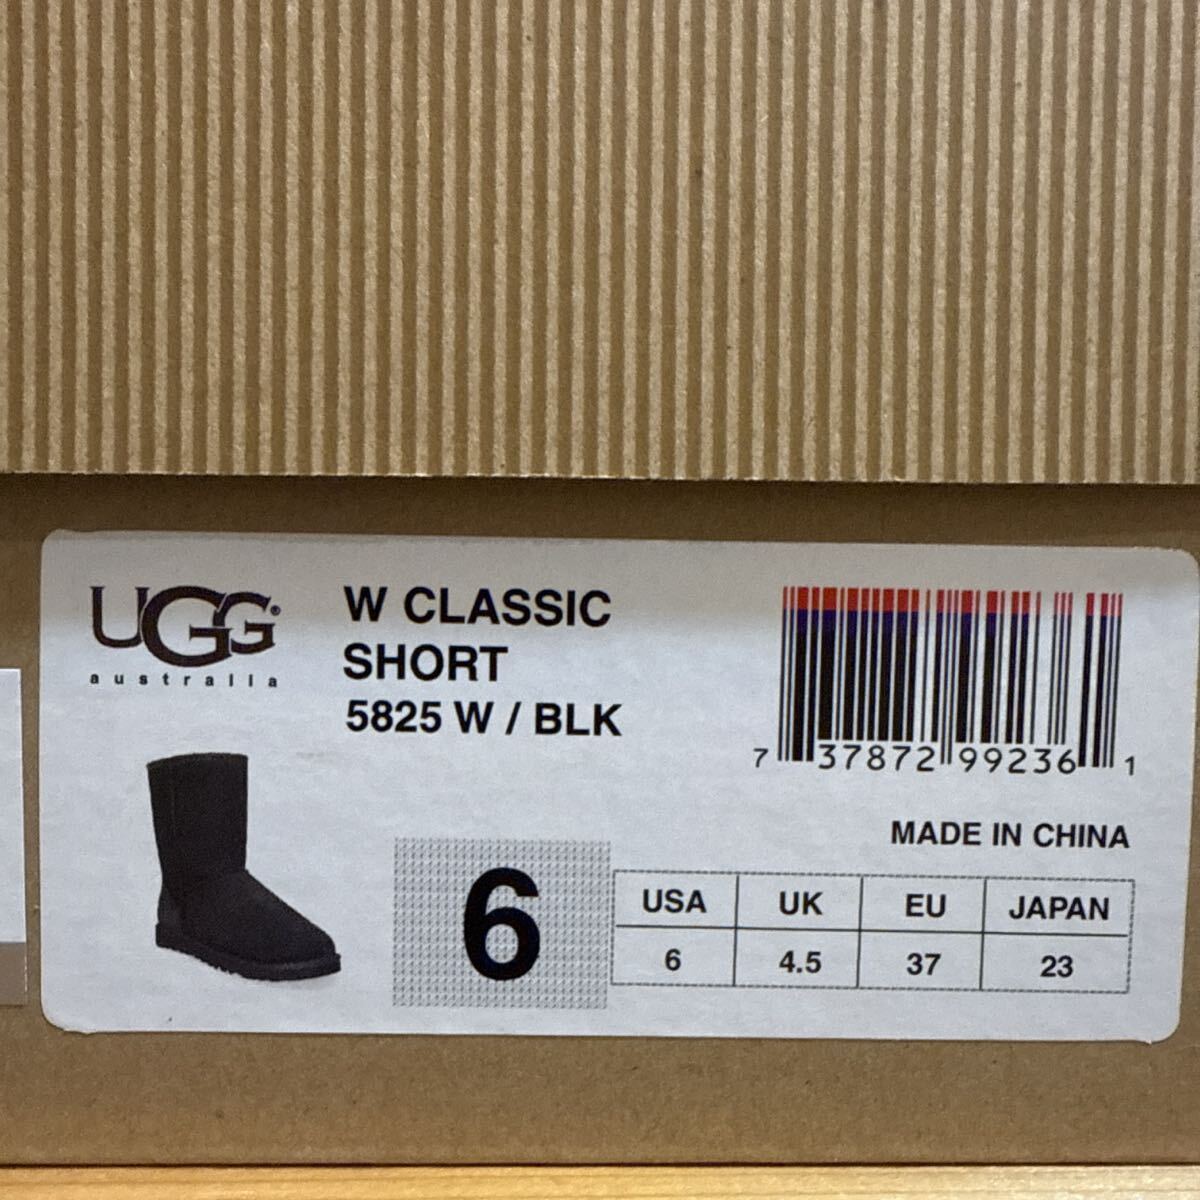 UGG®
australia
W CLASSIC
SHORT
5825 W / BLK
7 37872 99236 1
MADE IN CHINA
6
USA UK EU JAPAN
6 4.5 37 23